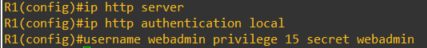 R1(config)#ip http server
R1(config)#ip http authentication local
R1(config)#username webadmin privilege 15 secret webadmin